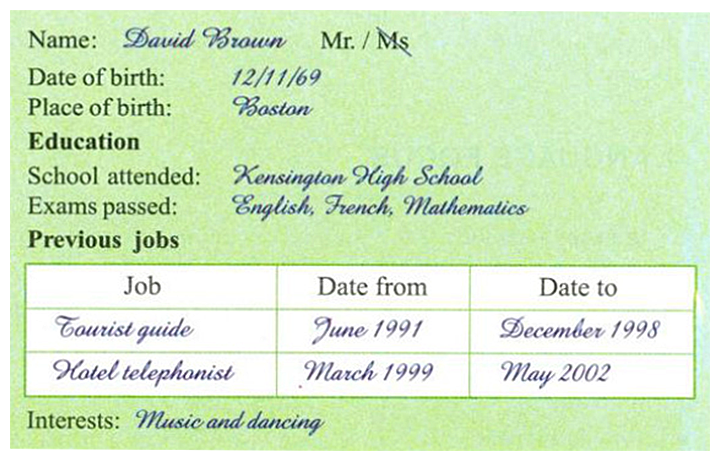 Name: David Brown Mr. / Ms
Date of birth: 12/11/69
Place of birth: Boston
Education
School attended: Kensington High School
Exams passed: English, French, Mathematics
Previous jobs
Job Date from Date to
Tourist guide June 1991 December 1998
Hotel telephonist March 1999 May 2002
Interests: Music and dancing